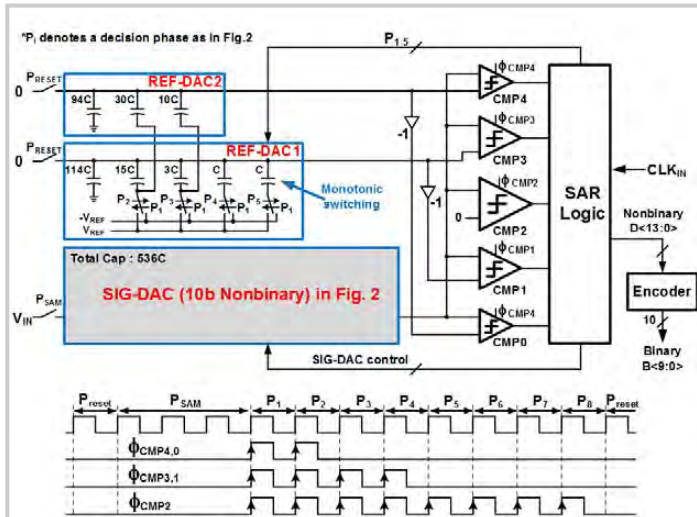 *Pi denotes a decision phase as in Fig.2
P1.5
PRESET
REF-DAC2
0
94C 30C 10C
ϕCMP4
CMP4
-1
ϕCMP3
CMP3
PRESET
REF-DAC1
0
114C 15C 3C C C
P2 P1 P3 P1 P4 P1 P5 P1
Monotonic
switching
-VREF
VREF
-1
ϕCMP2
0
CMP2
SAR
Logic
CLKIN
Nonbinary
D<13:0>
Total Cap : 536C
SIG-DAC (10b Nonbinary) in Fig. 2
PSAM
VIN
ϕCMP1
CMP1
ϕCMP4
CMP0
Encoder
10
Binary
B<9:0>
SIG-DAC control
Preset PSAM P1 P2 P3 P4 P5 P6 P7 P8 Preset
ϕCMP4,0
ϕCMP3,1
ϕCMP2